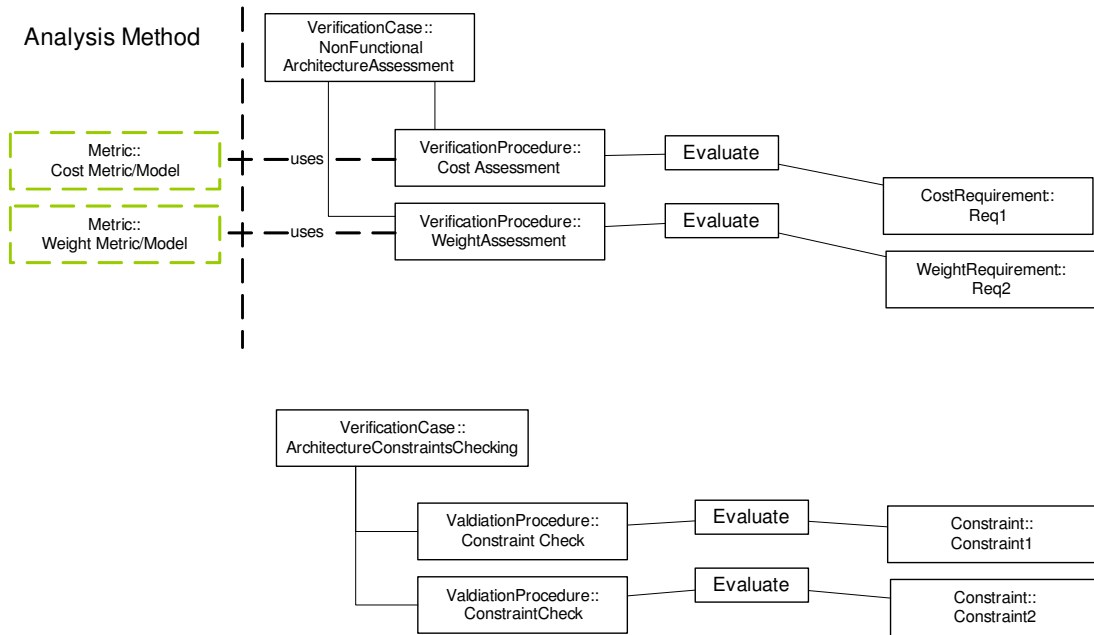 Analysis Method
VerificationCase::
NonFunctional
ArchitectureAssessment
Metric::
Cost Metric/Model
uses
VerificationProcedure::
Cost Assessment
Evaluate
CostRequirement::
Req1
Metric::
Weight Metric/Model
uses
VerificationProcedure::
WeightAssessment
Evaluate
WeightRequirement::
Req2
VerificationCase::
ArchitectureConstraintsChecking
ValdiationProcedure::
Constraint Check
Evaluate
Constraint::
Constraint1
ValdiationProcedure::
ConstraintCheck
Evaluate
Constraint::
Constraint2